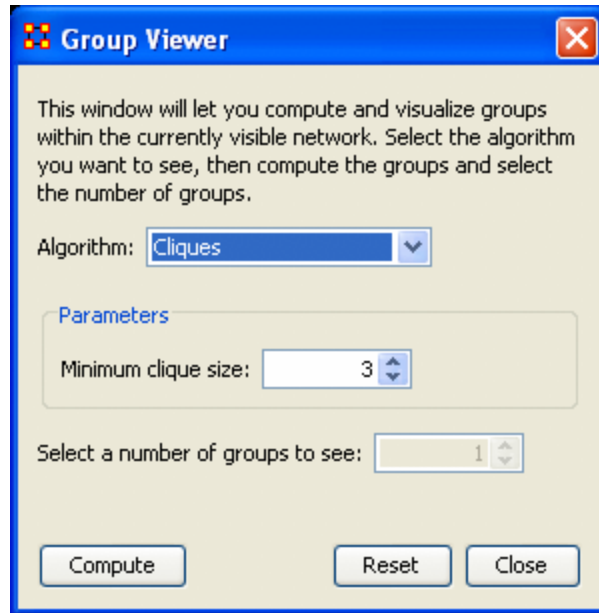 Group Viewer
This window will let you compute and visualize groups
within the currently visible network. Select the algorithm
you want to see, then compute the groups and select
the number of groups.
Algorithm: Cliques
Parameters
Minimum clique size: 3
Select a number of groups to see: 1
Compute Reset Close